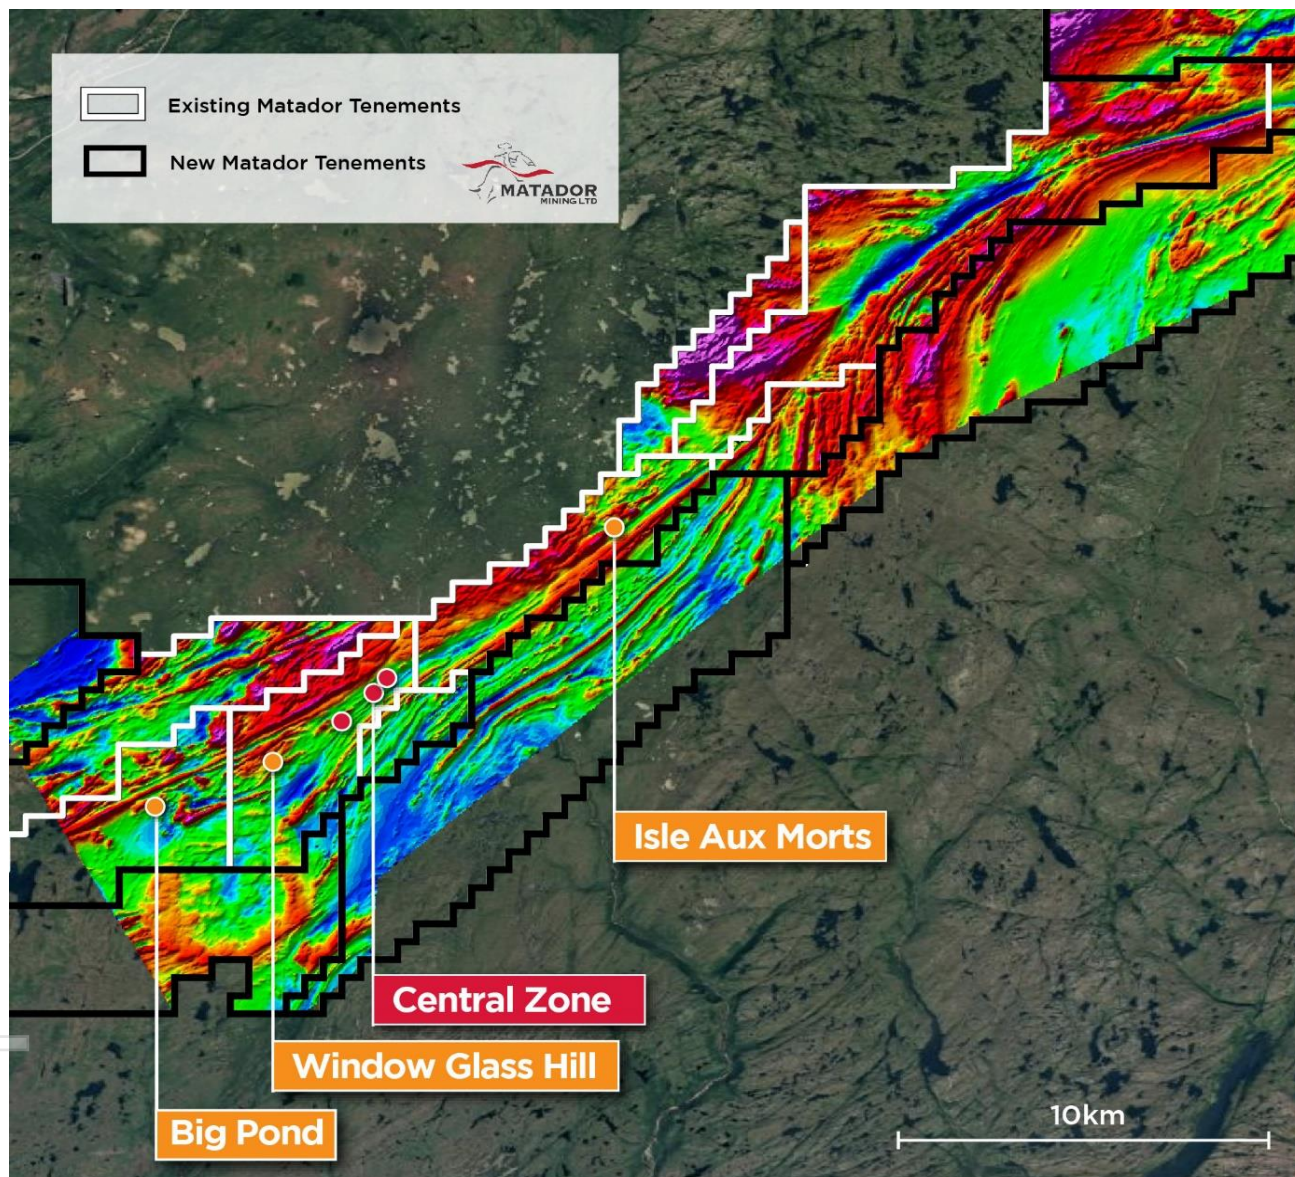 Existing Matador Tenements
New Matador Tenements
MATADOR
MINING LTD
Isle Aux Morts
Central Zone
Window Glass Hill
Big Pond
10km